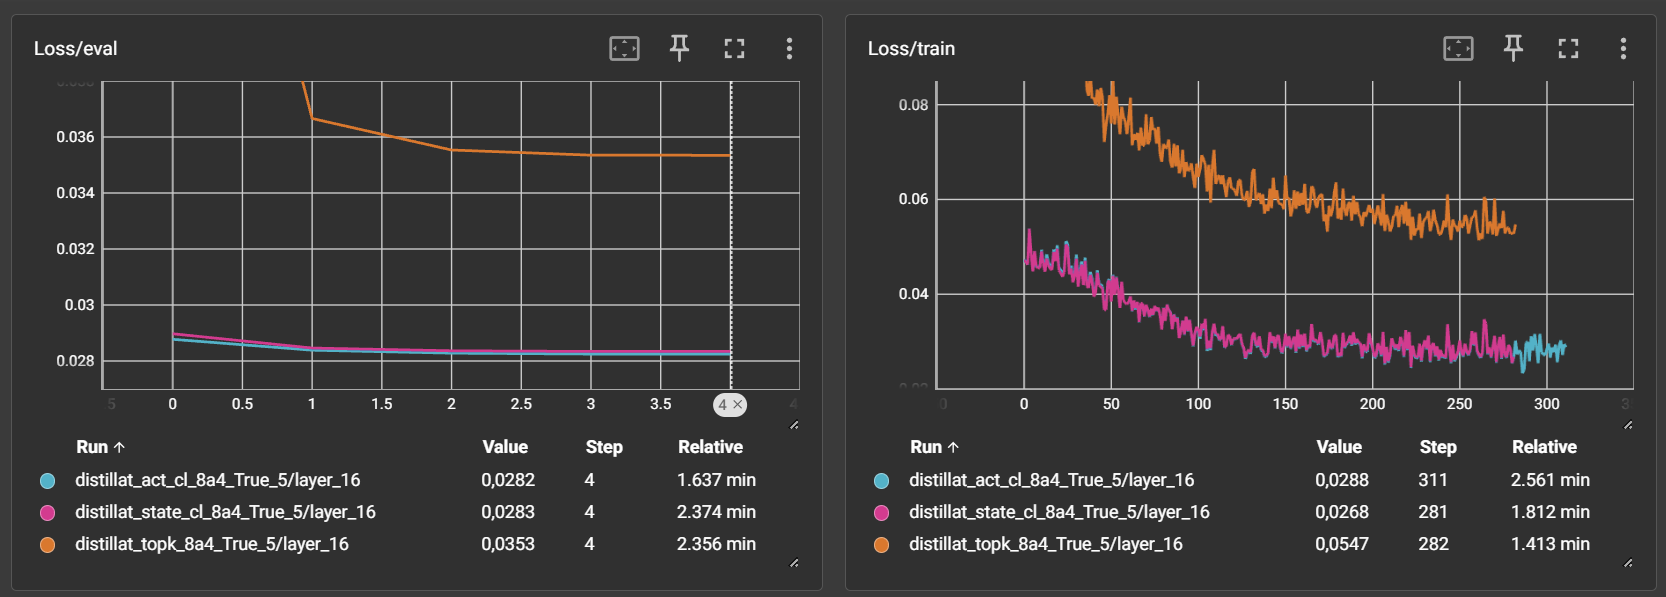 Loss/eval
0.036
0.034
0.032
0.03
0.028
5 0 0.5 1 1.5 2 2.5 3 3.5 4 × 4
Run ↑ Value Step Relative
distillat_act_cl_8a4_True_5/layer_16 0,0282 4 1.637 min
distillat_state_cl_8a4_True_5/layer_16 0,0283 4 2.374 min
distillat_topk_8a4_True_5/layer_16 0,0353 4 2.356 min
Loss/train
0.08
0.06
0.04
0 0 50 100 150 200 250 300 3
Run ↑ Value Step Relative
distillat_act_cl_8a4_True_5/layer_16 0,0288 311 2.561 min
distillat_state_cl_8a4_True_5/layer_16 0,0268 281 1.812 min
distillat_topk_8a4_True_5/layer_16 0,0547 282 1.413 min